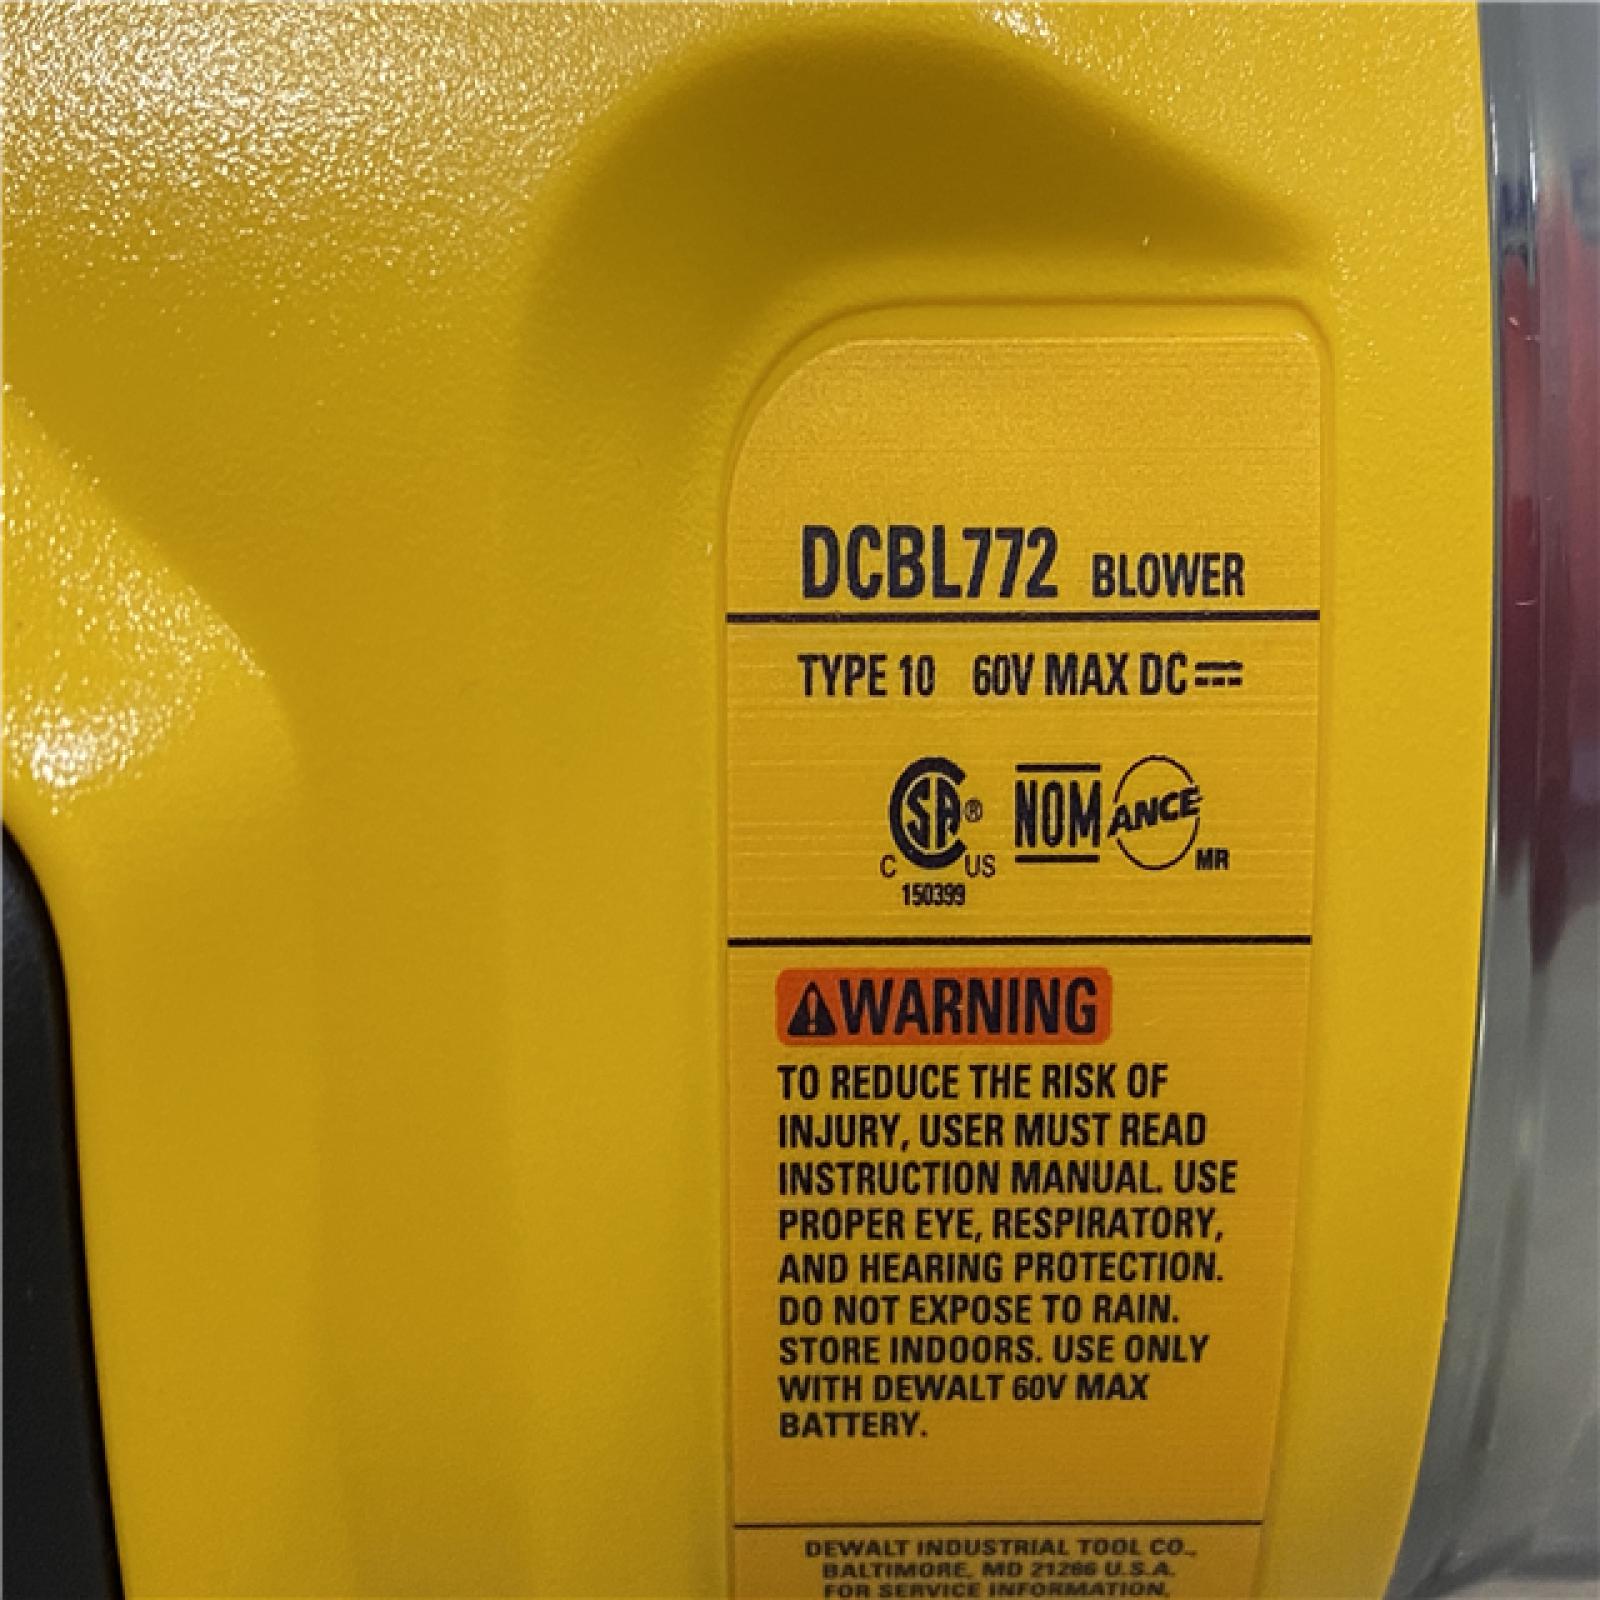 DCBL772 BLOWER
TYPE 10 60V MAX DC
CSA® NOM ANCE
C US MR
150399
WARNING
TO REDUCE THE RISK OF
INJURY, USER MUST READ
INSTRUCTION MANUAL. USE
PROPER EYE, RESPIRATORY,
AND HEARING PROTECTION.
DO NOT EXPOSE TO RAIN.
STORE INDOORS. USE ONLY
WITH DEWALT 60V MAX
BATTERY.
DEWALT INDUSTRIAL TOOL CO.,
BALTIMORE, MD 21286 U.S.A.
FOR SERVICE INFORMATION,